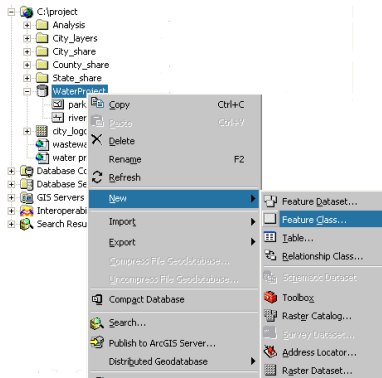 C:\project
Analysis
City_layers
City_share
County_share
State_share
WaterProject
park
river
city_logo
wastewa
water pr
Database Co
Database Se
GIS Servers
Interoperabi
Search Resu
Copy Ctrl+C
Paste Ctrl+V
Delete
Rename F2
Refresh
New
Import
Export
Compress File Geodatabase...
Uncompress File Geodatabase...
Compact Database
Search...
Publish to ArcGIS Server...
Distributed Geodatabase
Feature Dataset...
Feature Class...
Table...
Relationship Class...
Schematic Dataset
Toolbox
Raster Catalog...
Survey Dataset...
Address Locator...
Raster Dataset...